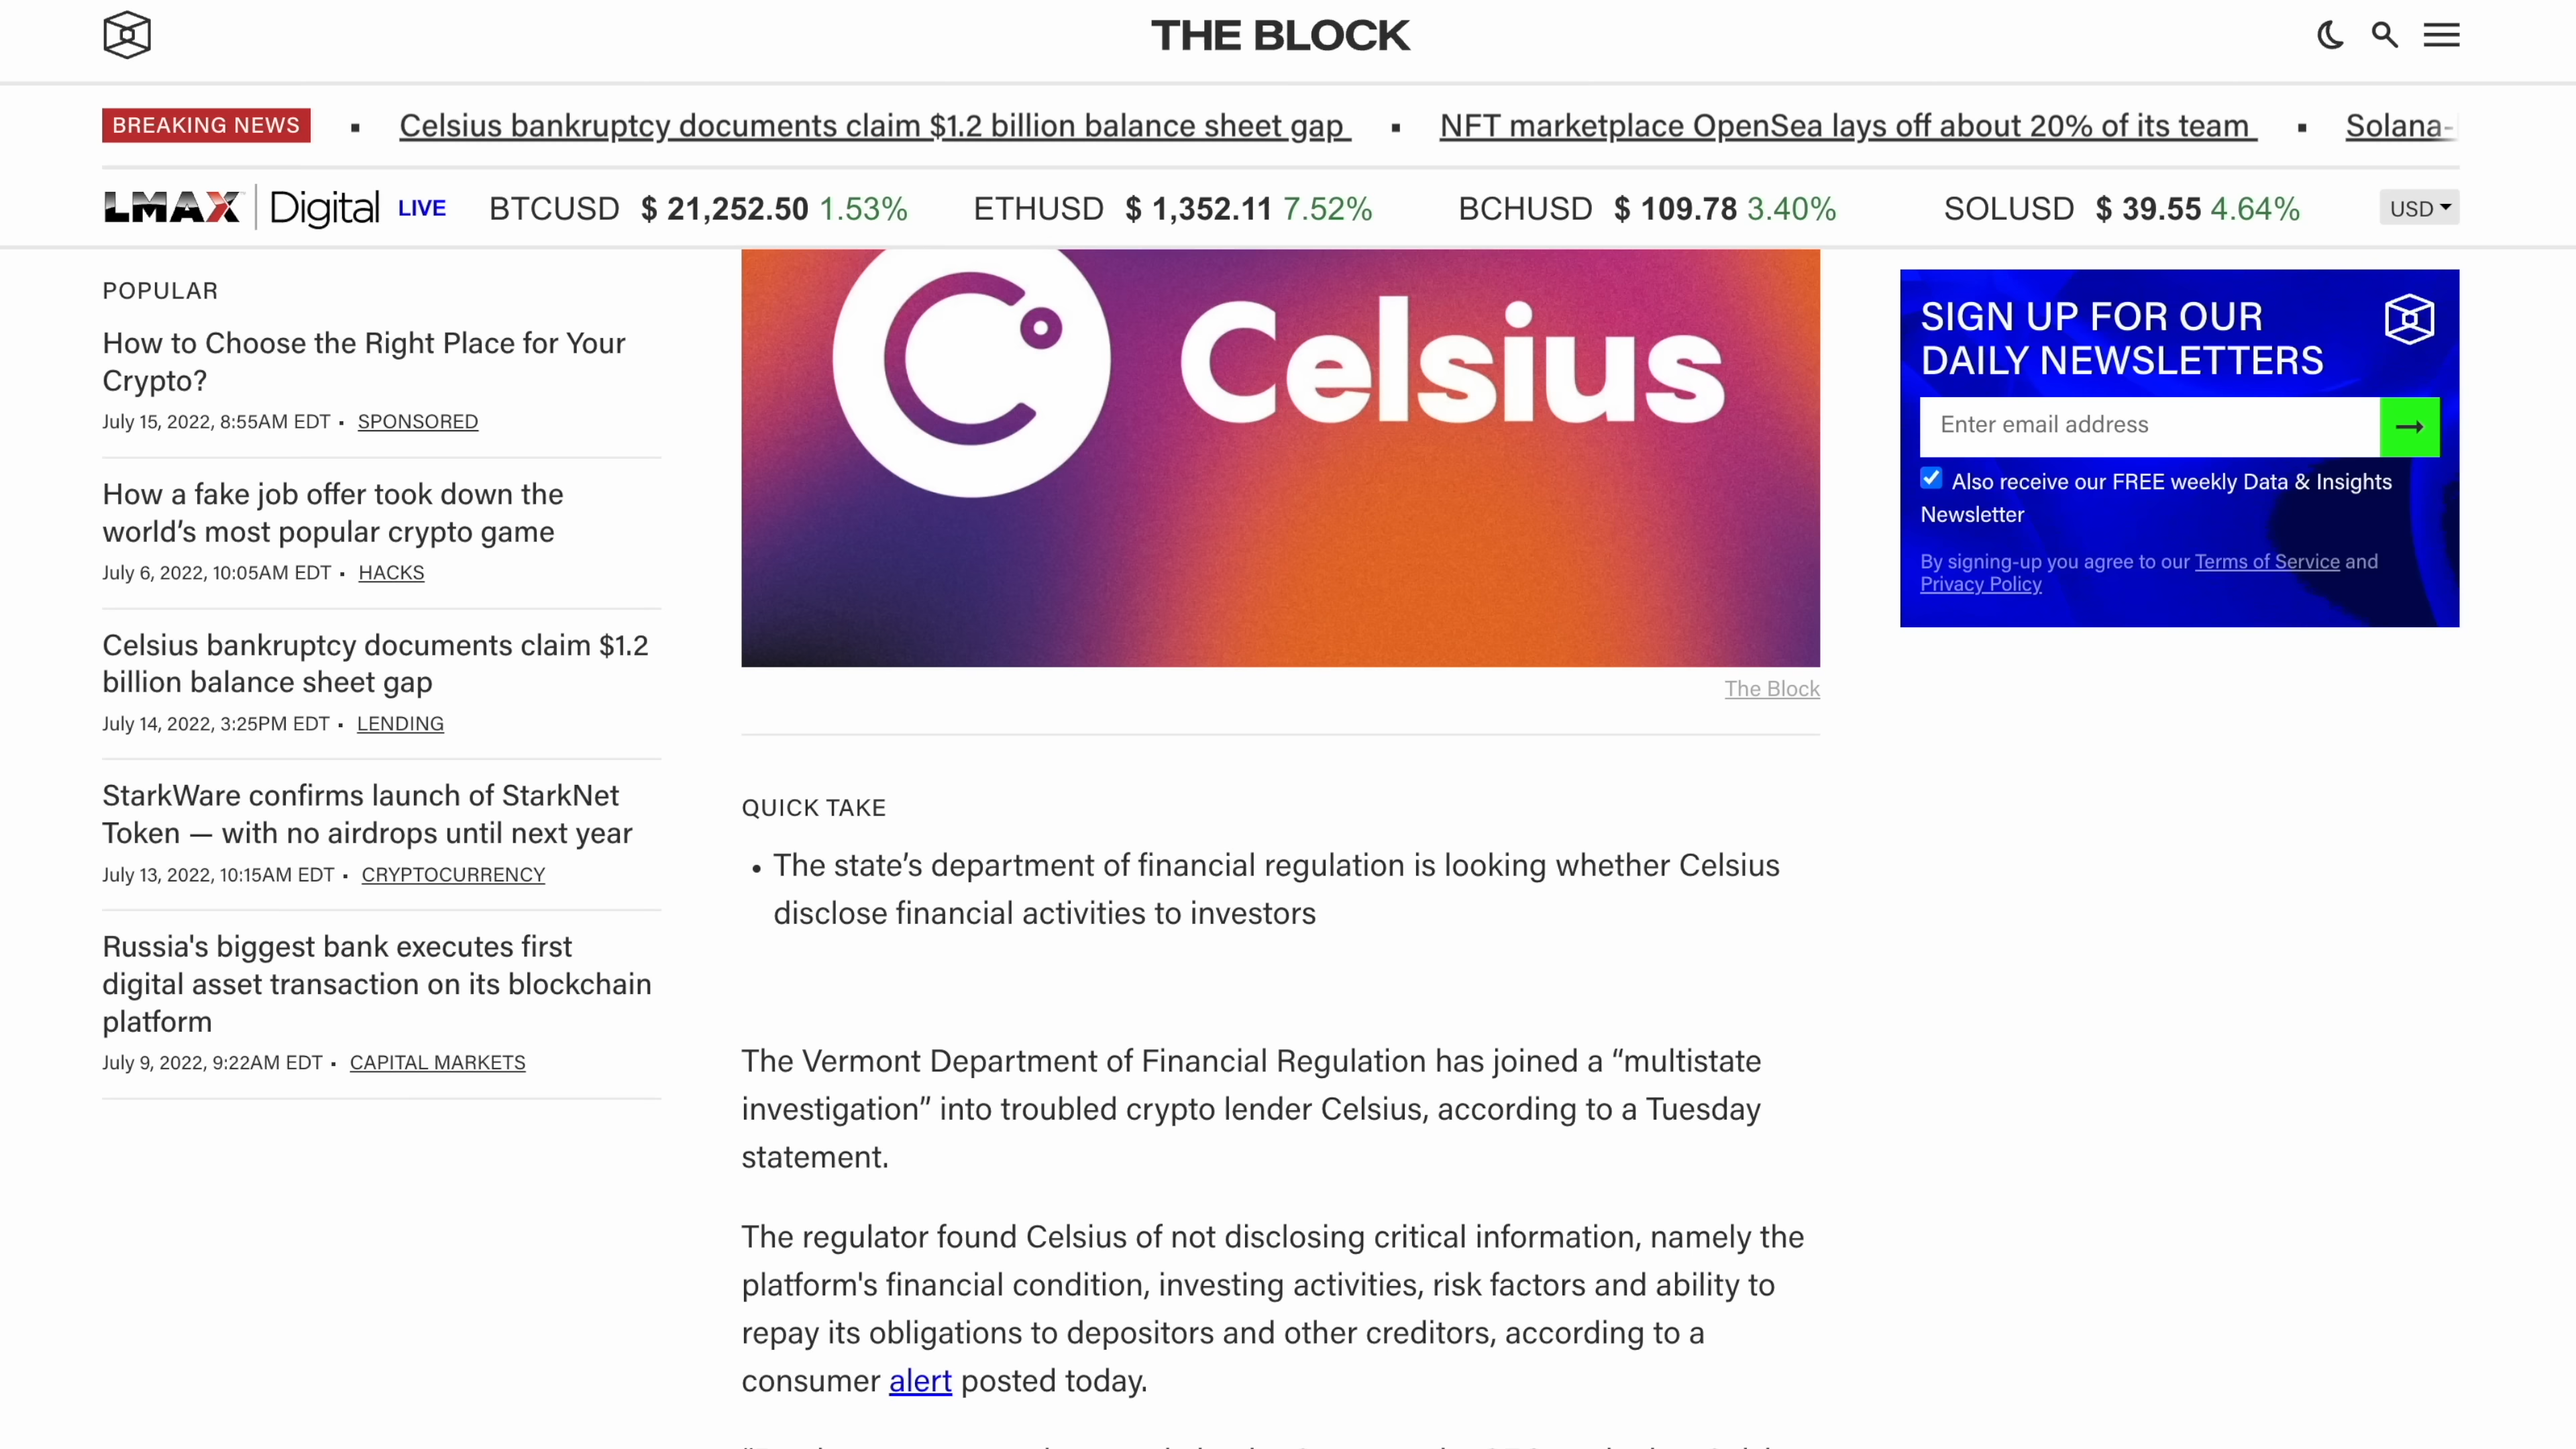 THE BLOCK
BREAKING NEWS ▪ Celsius bankruptcy documents claim $1.2 billion balance sheet gap ▪ NFT marketplace OpenSea lays off about 20% of its team ▪ Solana-
LMAX Digital LIVE BTCUSD $ 21,252.50 1.53% ETHUSD $ 1,352.11 7.52% BCHUSD $ 109.78 3.40% SOLUSD $ 39.55 4.64% USD
POPULAR
How to Choose the Right Place for Your
Crypto?
July 15, 2022, 8:55AM EDT ▪ SPONSORED
How a fake job offer took down the
world’s most popular crypto game
July 6, 2022, 10:05AM EDT ▪ HACKS
Celsius bankruptcy documents claim $1.2
billion balance sheet gap
July 14, 2022, 3:25PM EDT ▪ LENDING
StarkWare confirms launch of StarkNet
Token — with no airdrops until next year
July 13, 2022, 10:15AM EDT ▪ CRYPTOCURRENCY
Russia's biggest bank executes first
digital asset transaction on its blockchain
platform
July 9, 2022, 9:22AM EDT ▪ CAPITAL MARKETS
Celsius
The Block
QUICK TAKE
• The state’s department of financial regulation is looking whether Celsius
disclose financial activities to investors
The Vermont Department of Financial Regulation has joined a “multistate
investigation” into troubled crypto lender Celsius, according to a Tuesday
statement.
The regulator found Celsius of not disclosing critical information, namely the
platform's financial condition, investing activities, risk factors and ability to
repay its obligations to depositors and other creditors, according to a
consumer alert posted today.
SIGN UP FOR OUR
DAILY NEWSLETTERS
Enter email address
→
Also receive our FREE weekly Data & Insights
Newsletter
By signing-up you agree to our Terms of Service and
Privacy Policy